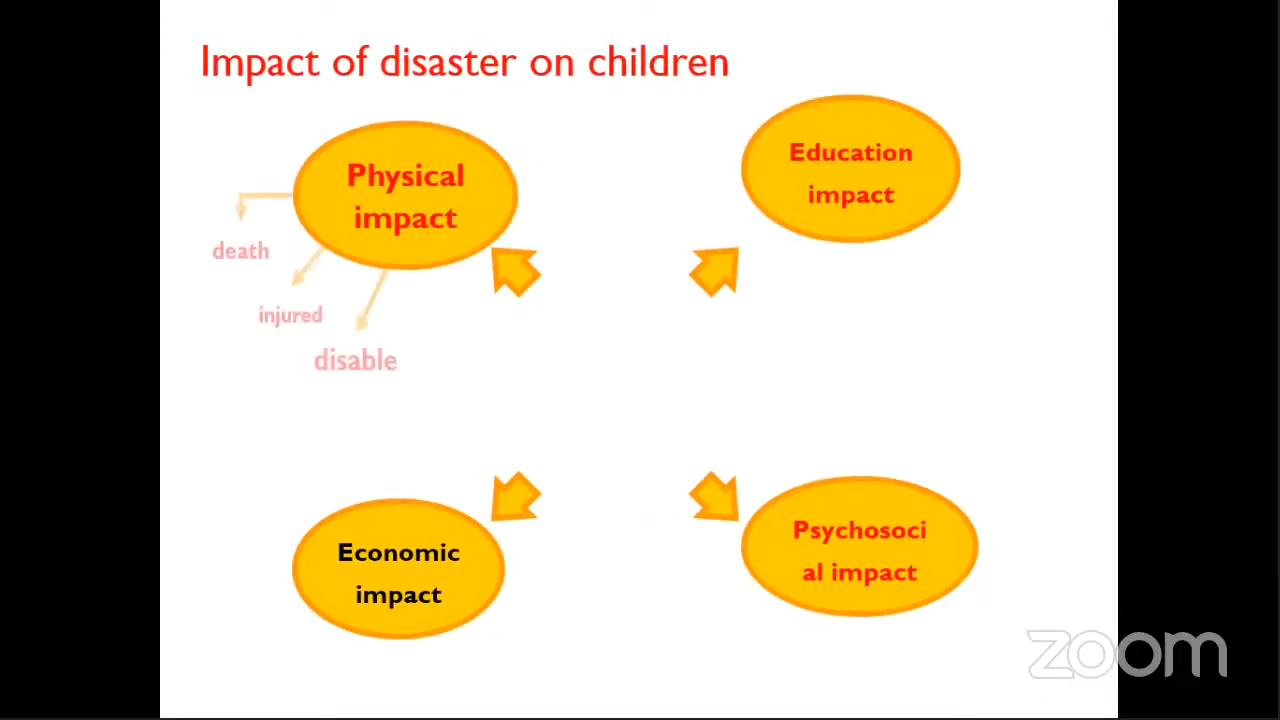 Impact of disaster on children
Physical
impact
death
injured
disable
Education
impact
Economic
impact
Psychosoci
al impact
zoom